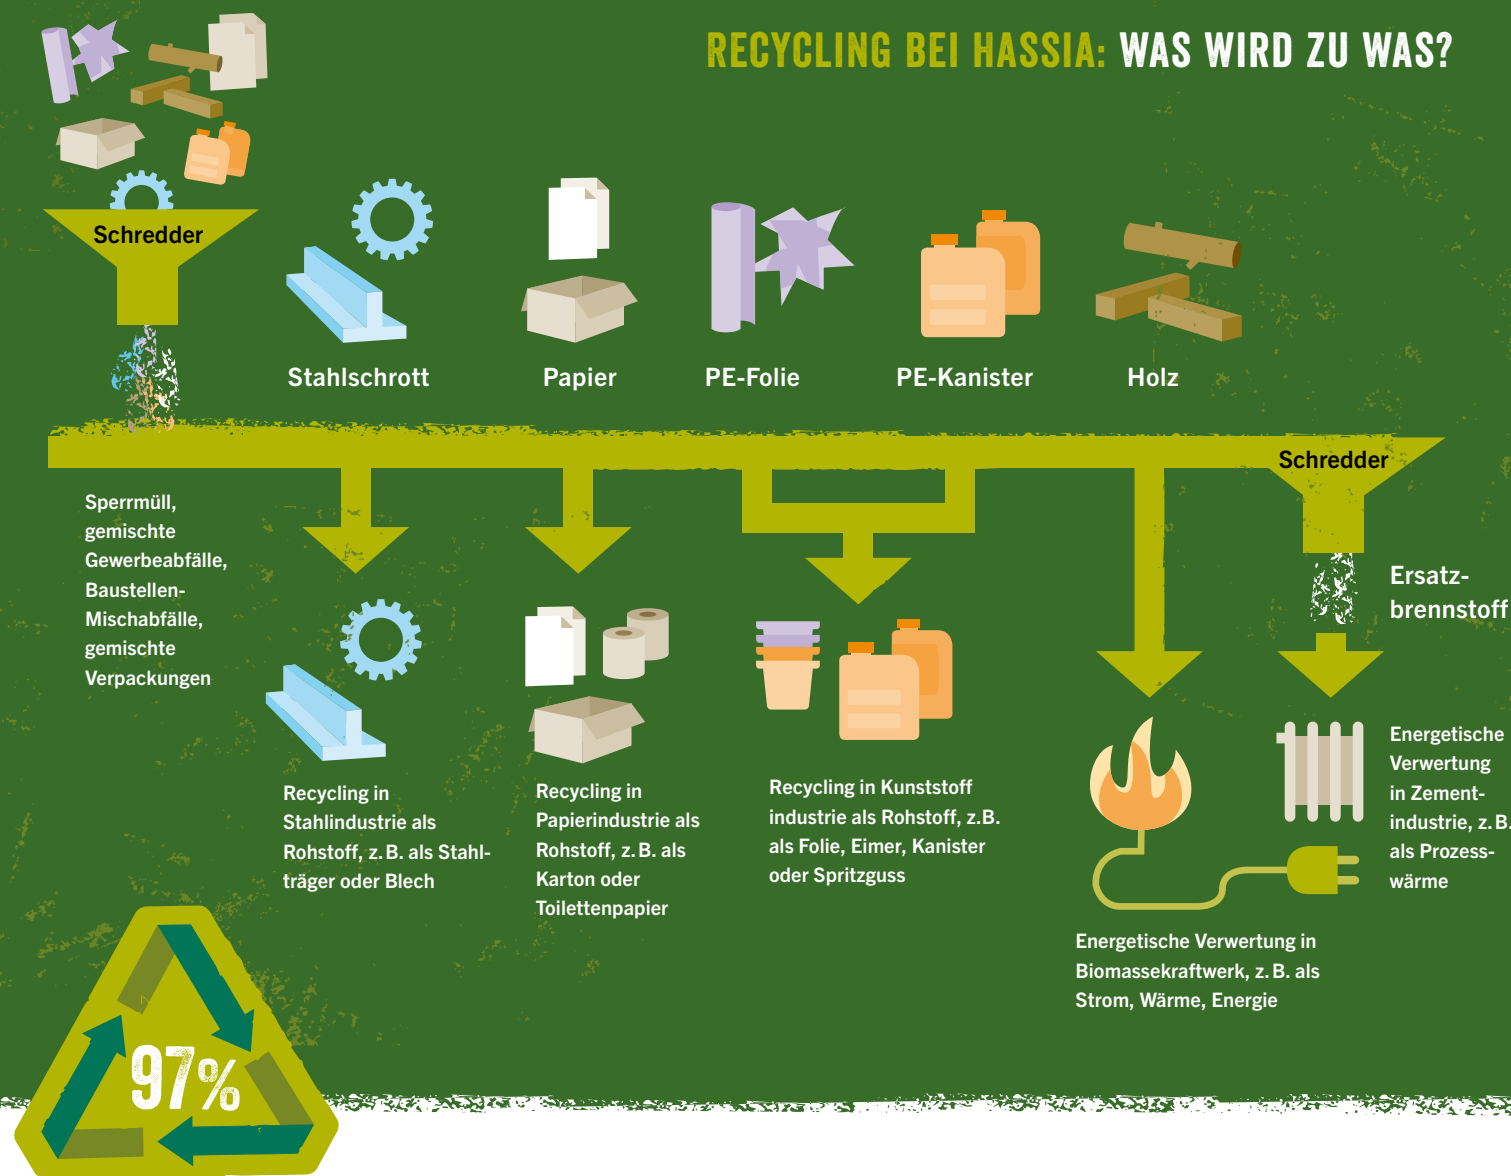 RECYCLING BEI HASSIA: WAS WIRD ZU WAS?
Schredder
Stahlschrott
Papier
PE-Folie
PE-Kanister
Holz
Schredder
Sperrmüll,
gemischte
Gewerbeabfälle,
Baustellen-
Mischabfälle,
gemischte
Verpackungen
Ersatz-
brennstoff
Recycling in
Stahlindustrie als
Rohstoff, z. B. als Stahl-
träger oder Blech
Recycling in
Papierindustrie als
Rohstoff, z. B. als
Karton oder
Toilettenpapier
Recycling in Kunststoff
industrie als Rohstoff, z.B.
als Folie, Eimer, Kanister
oder Spritzguss
Energetische Verwertung in
Biomassekraftwerk, z. B. als
Strom, Wärme, Energie
Energetische
Verwertung
in Zement-
industrie, z. B.
als Prozess-
wärme
97%